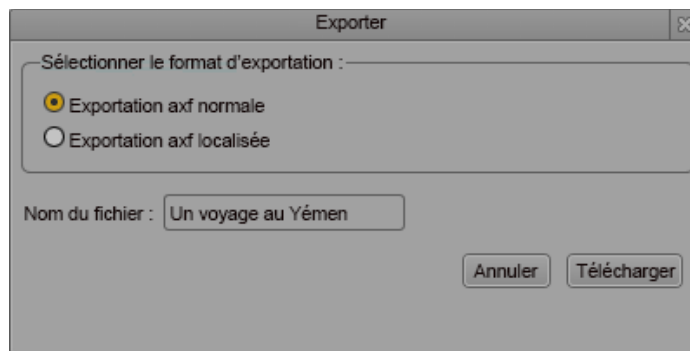 Exporter
Sélectionner le format d'exportation :
Exportation axf normale
Exportation axf localisée
Nom du fichier : Un voyage au Yémen
Annuler Télécharger